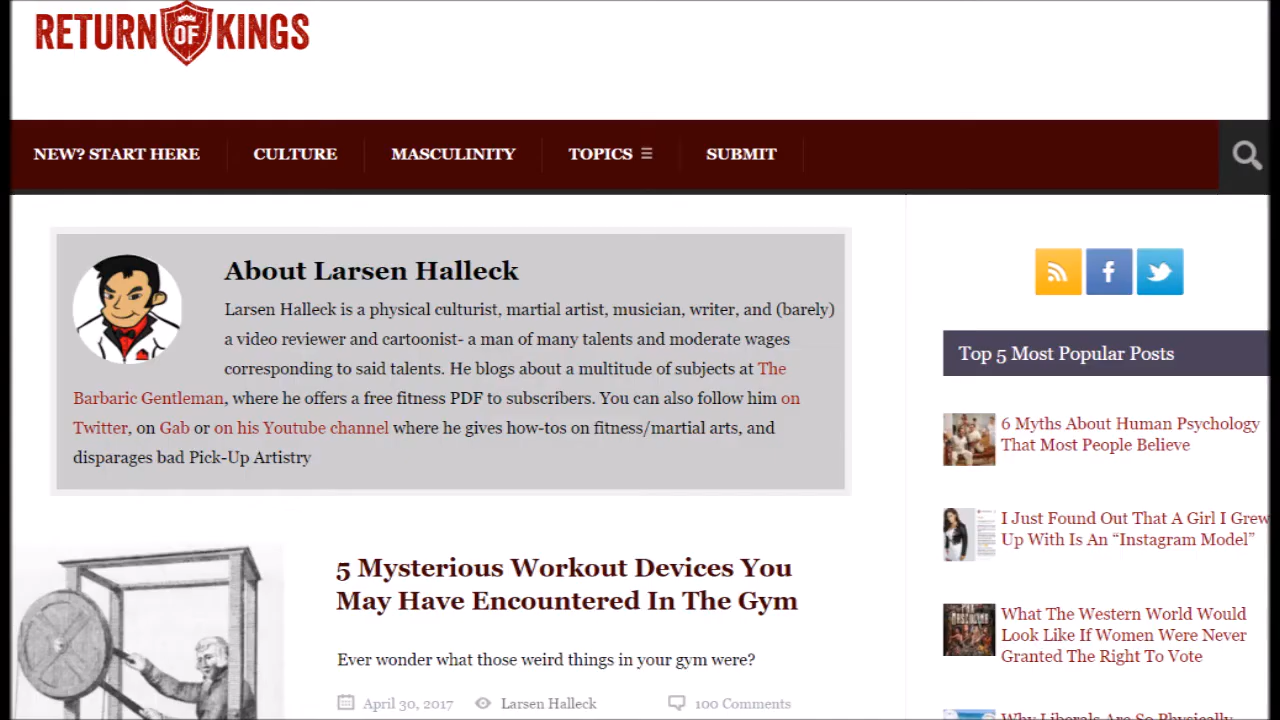 RETURN OF KINGS
NEW? START HERE
CULTURE
MASCULINITY
TOPICS
SUBMIT
About Larsen Halleck
Larsen Halleck is a physical culturist, martial artist, musician, writer, and (barely)
a video reviewer and cartoonist- a man of many talents and moderate wages
corresponding to said talents. He blogs about a multitude of subjects at The
Barbaric Gentleman, where he offers a free fitness PDF to subscribers. You can also follow him on
Twitter, on Gab or on his Youtube channel where he gives how-tos on fitness/martial arts, and
disparages bad Pick-Up Artistry
5 Mysterious Workout Devices You
May Have Encountered In The Gym
Ever wonder what those weird things in your gym were?
April 30, 2017
Larsen Halleck
100 Comments
Top 5 Most Popular Posts
6 Myths About Human Psychology
That Most People Believe
I Just Found Out That A Girl I Grew
Up With Is An “Instagram Model”
What The Western World Would
Look Like If Women Were Never
Granted The Right To Vote
Why Liberals Are So Physically